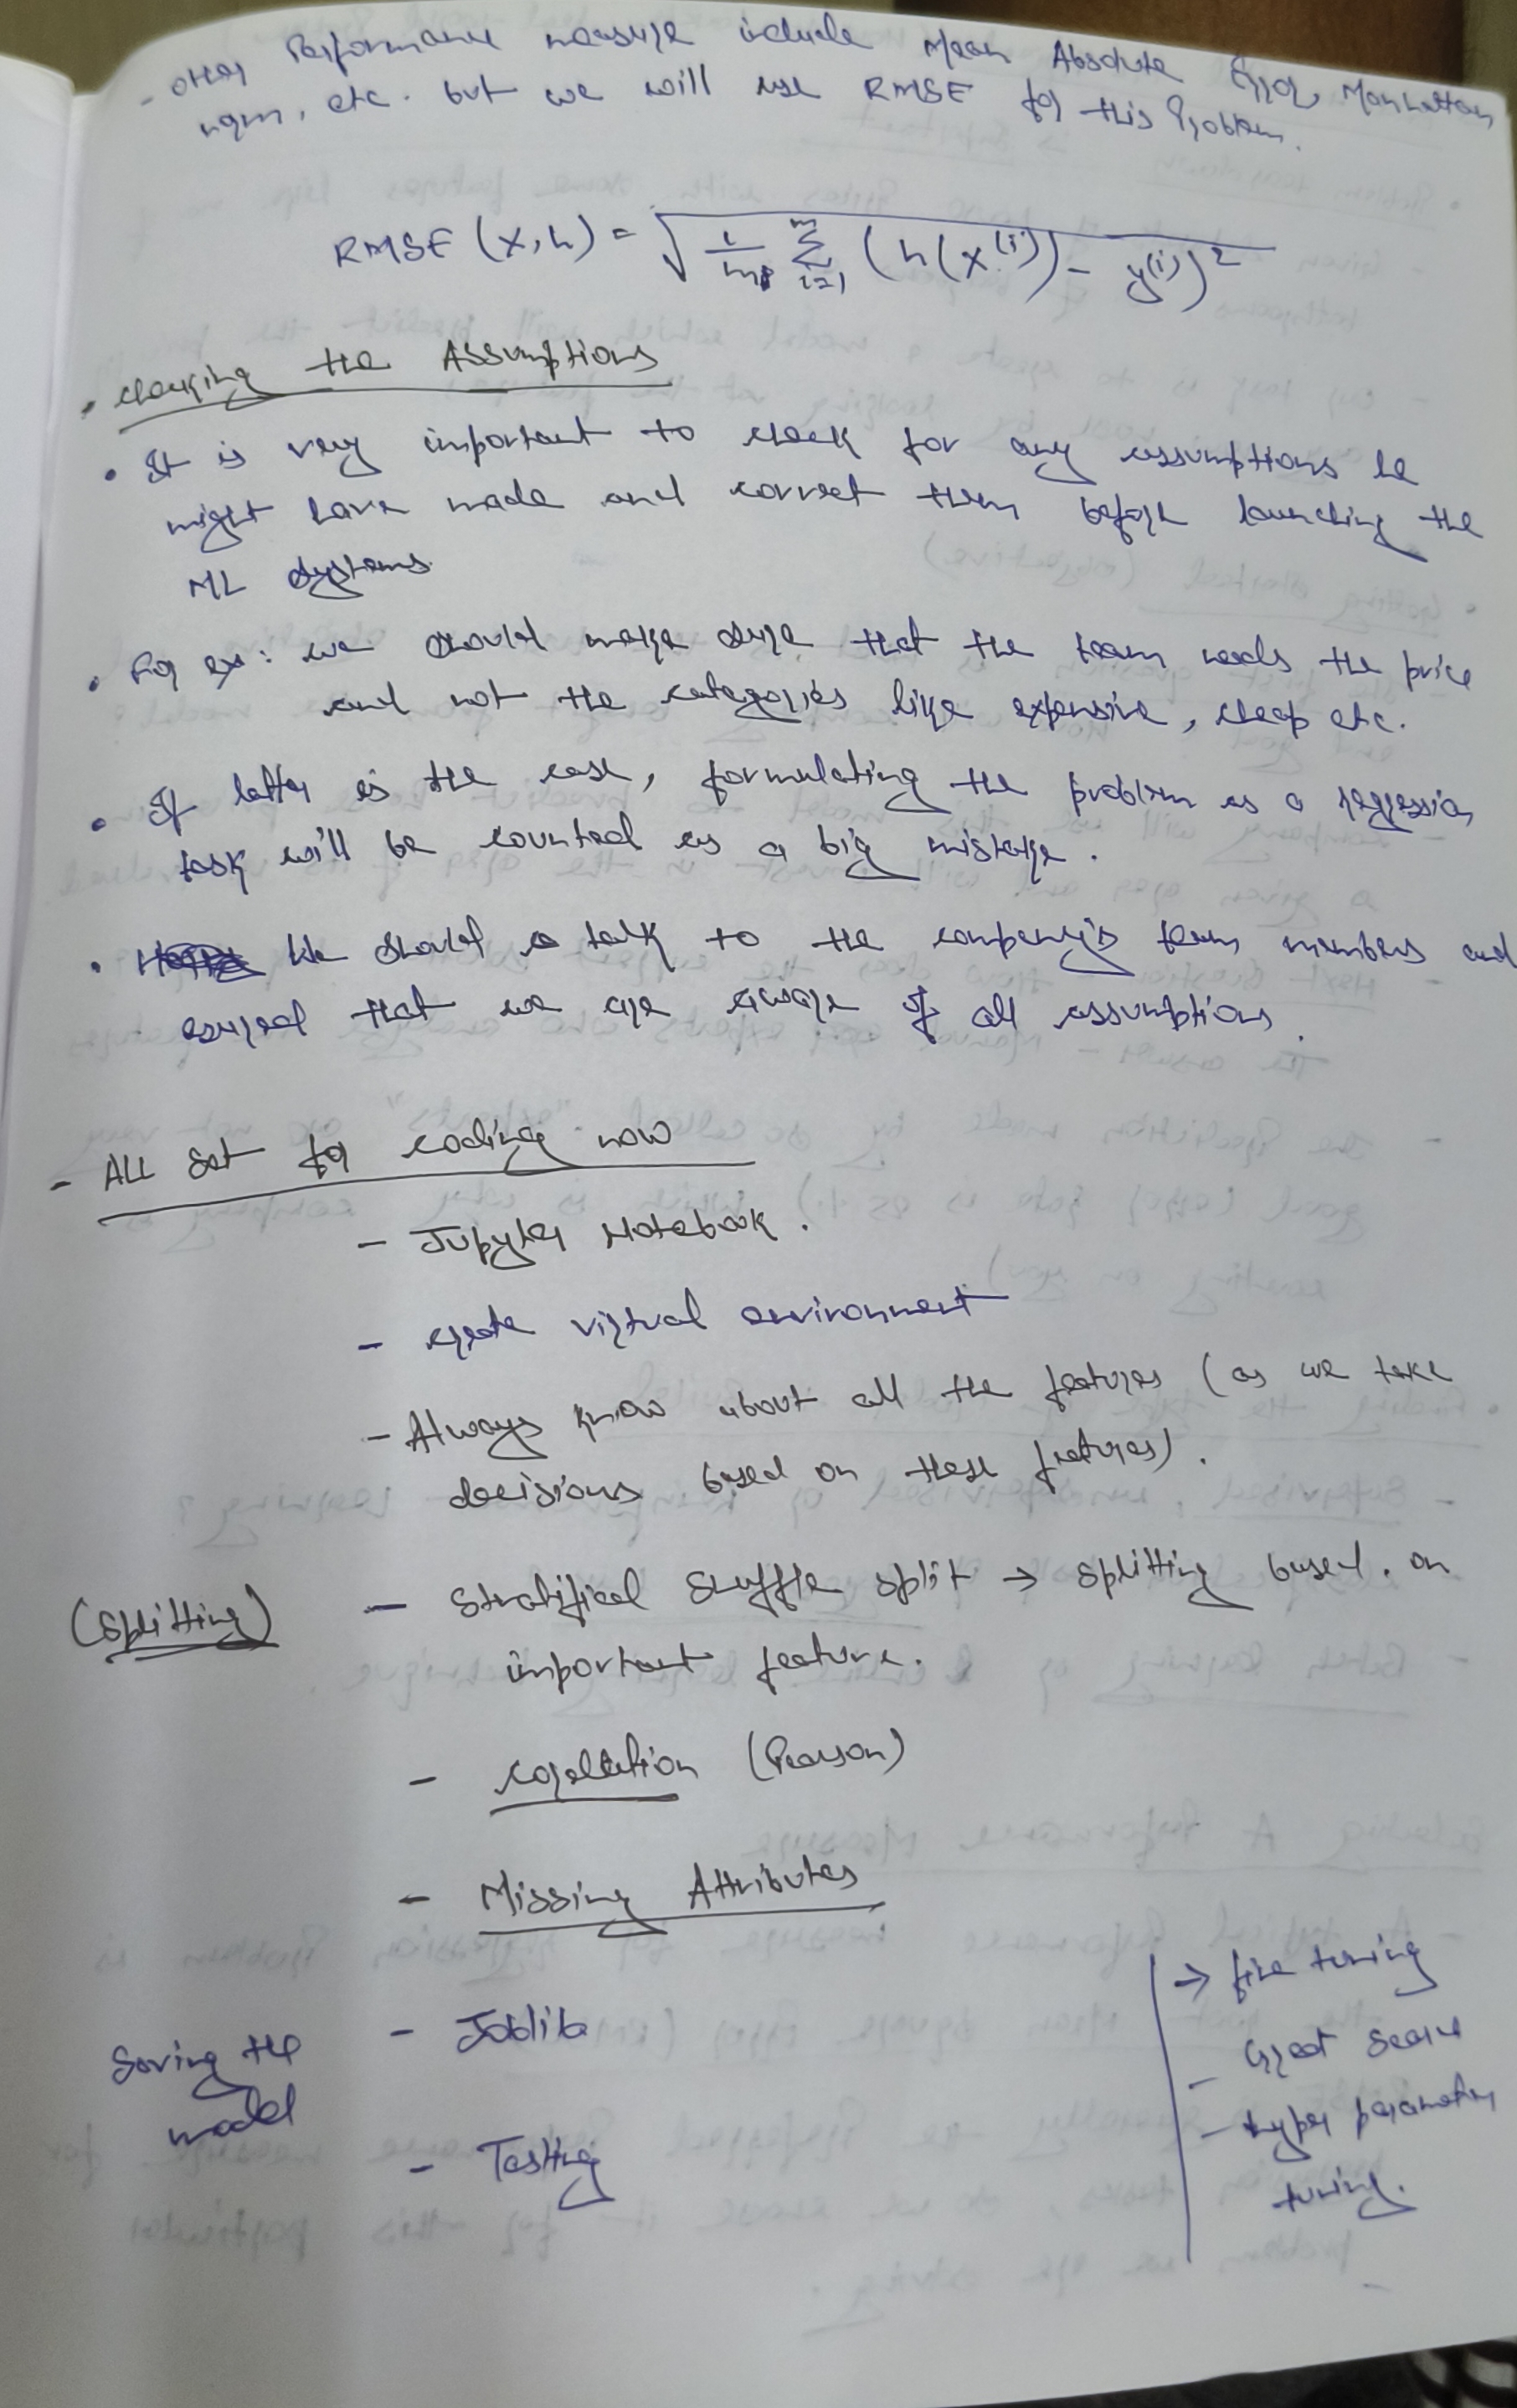 - other Performance measure include Mean Absolute Error, Manhattan
norm, etc. but we will use RMSE for this Problem.
RMSE (X, h) = √ 1/m Σ i=1 m (h(x(i)) - y(i))²
. checking the Assumptions
. It is very important to check for any assumptions he
might have made and correct them before launching the
ML systems.
. For ex: we should make sure that the team needs the price
and not the categories like expensive, cheap etc.
. If latter is the case, formulating the problem as a regression
task will be counted as a big mistake.
. We should talk to the company's team members and
esured that we are aware of all assumptions.
- ALL Set for coding now
- Jupyter Notebook.
- create virtual environment
- Always know about all the features (as we take
decisions based on these features).
(Splitting) - Stratified Shuffle split → splitting based on
important feature.
- correlation (Pearson)
- Missing Attributes
Saving the
model
- Joblib
- Testing
→ fine tuning
- 
- hyper parameter
tuning.